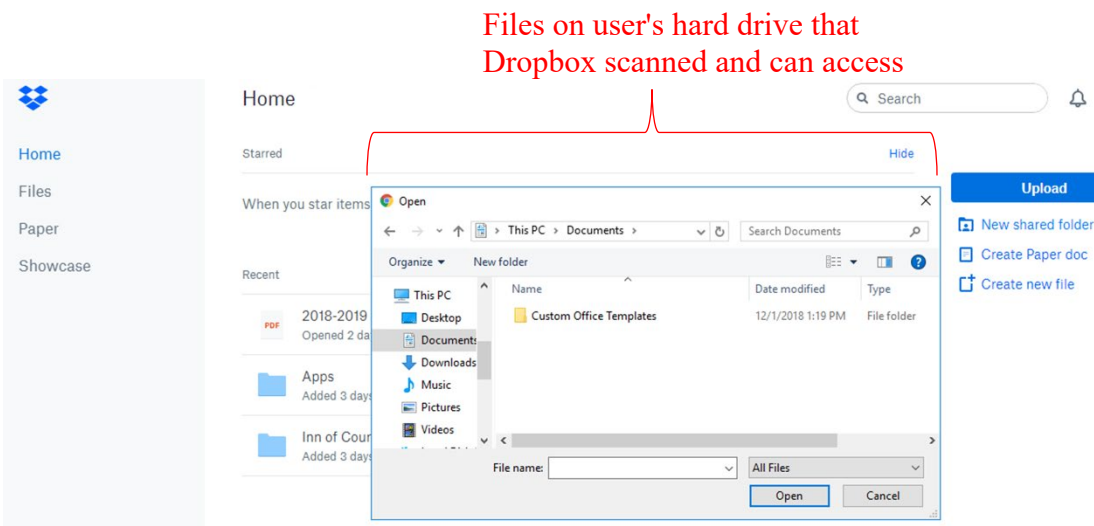 Files on user's hard drive that
Dropbox scanned and can access
Home
Search
Home
Files
Paper
Showcase
Starred
Hide
When you star items
Recent
PDF
2018-2019
Opened 2 da
Apps
Added 3 days
Inn of Cour
Added 3 days
Open
This PC > Documents >
Search Documents
Organize
New folder
Name
Date modified
Type
This PC
Desktop
Documents
Downloads
Music
Pictures
Videos
Custom Office Templates
12/1/2018 1:19 PM
File folder
File name:
All Files
Open
Cancel
Upload
New shared folder
Create Paper doc
Create new file